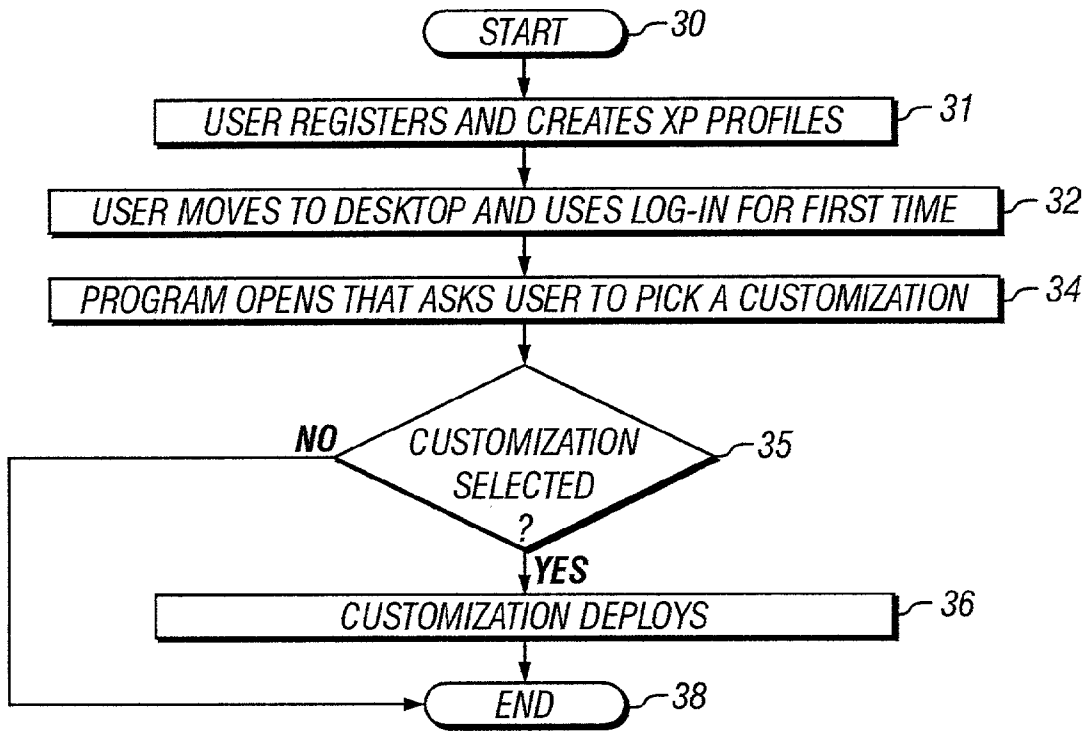 START
30
USER REGISTERS AND CREATES XP PROFILES
31
USER MOVES TO DESKTOP AND USES LOG-IN FOR FIRST TIME
32
PROGRAM OPENS THAT ASKS USER TO PICK A CUSTOMIZATION
34
NO
CUSTOMIZATION
SELECTED
?
35
YES
CUSTOMIZATION DEPLOYS
36
END
38